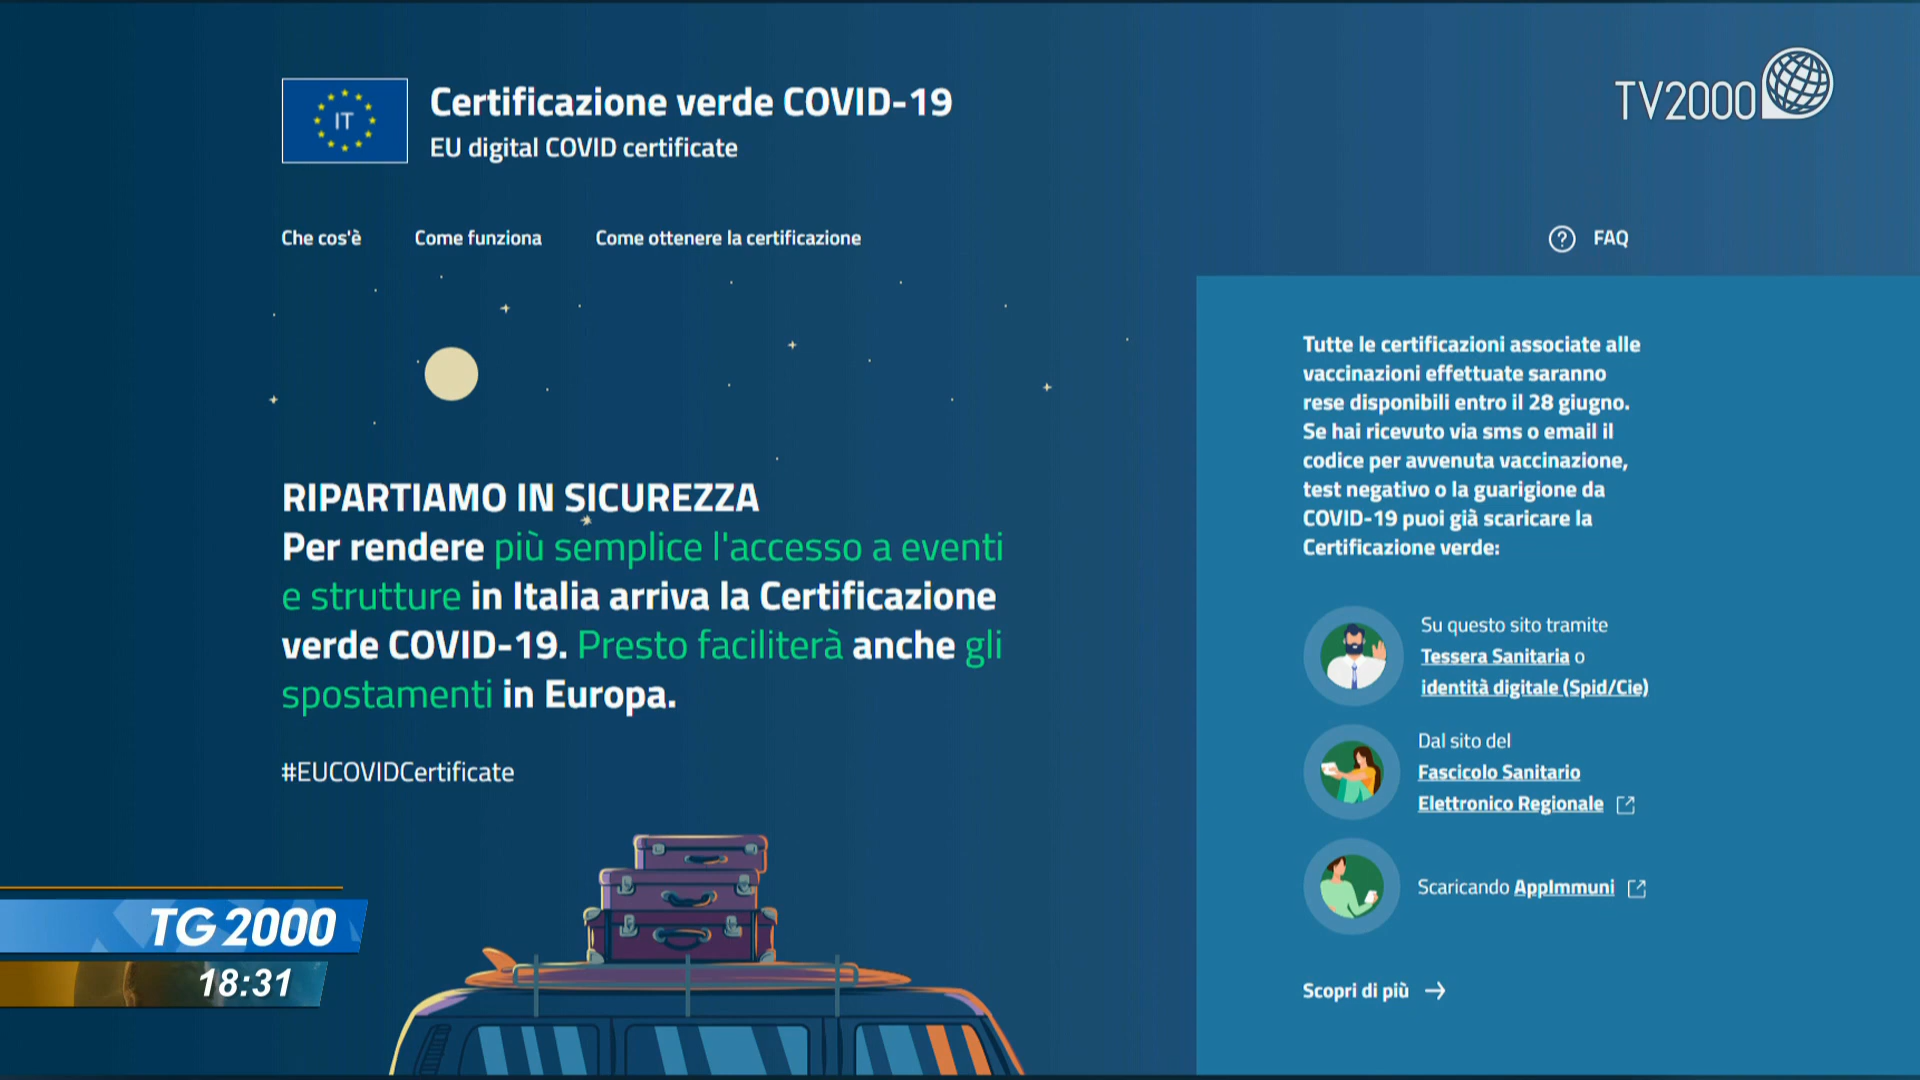 IT
Certificazione verde COVID-19
EU digital COVID certificate
TV2000
Che cos'è
Come funziona
Come ottenere la certificazione
? FAQ
RIPARTIAMO IN SICUREZZA
Per rendere più semplice l'accesso a eventi
e strutture in Italia arriva la Certificazione
verde COVID-19. Presto faciliterà anche gli
spostamenti in Europa.
#EUCOVIDCertificate
Tutte le certificazioni associate alle
vaccinazioni effettuate saranno
rese disponibili entro il 28 giugno.
Se hai ricevuto via sms o email il
codice per avvenuta vaccinazione,
test negativo o la guarigione da
COVID-19 puoi già scaricare la
Certificazione verde:
Su questo sito tramite
Tessera Sanitaria o
identità digitale (Spid/Cie)
Dal sito del
Fascicolo Sanitario
Elettronico Regionale
Scaricando AppImmuni
Scopri di più
TG 2000
18:31